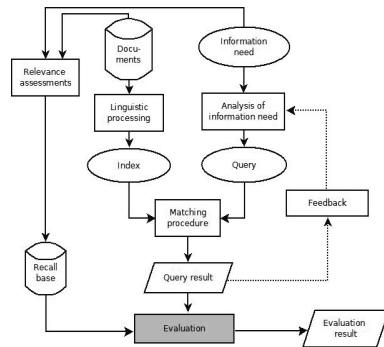 Docu-
ments
Information
need
Relevance
assessments
Linguistic
processing
Analysis of
information need
Index
Query
Matching
procedure
Feedback
Recall
base
Query result
Evaluation
Evaluation
result